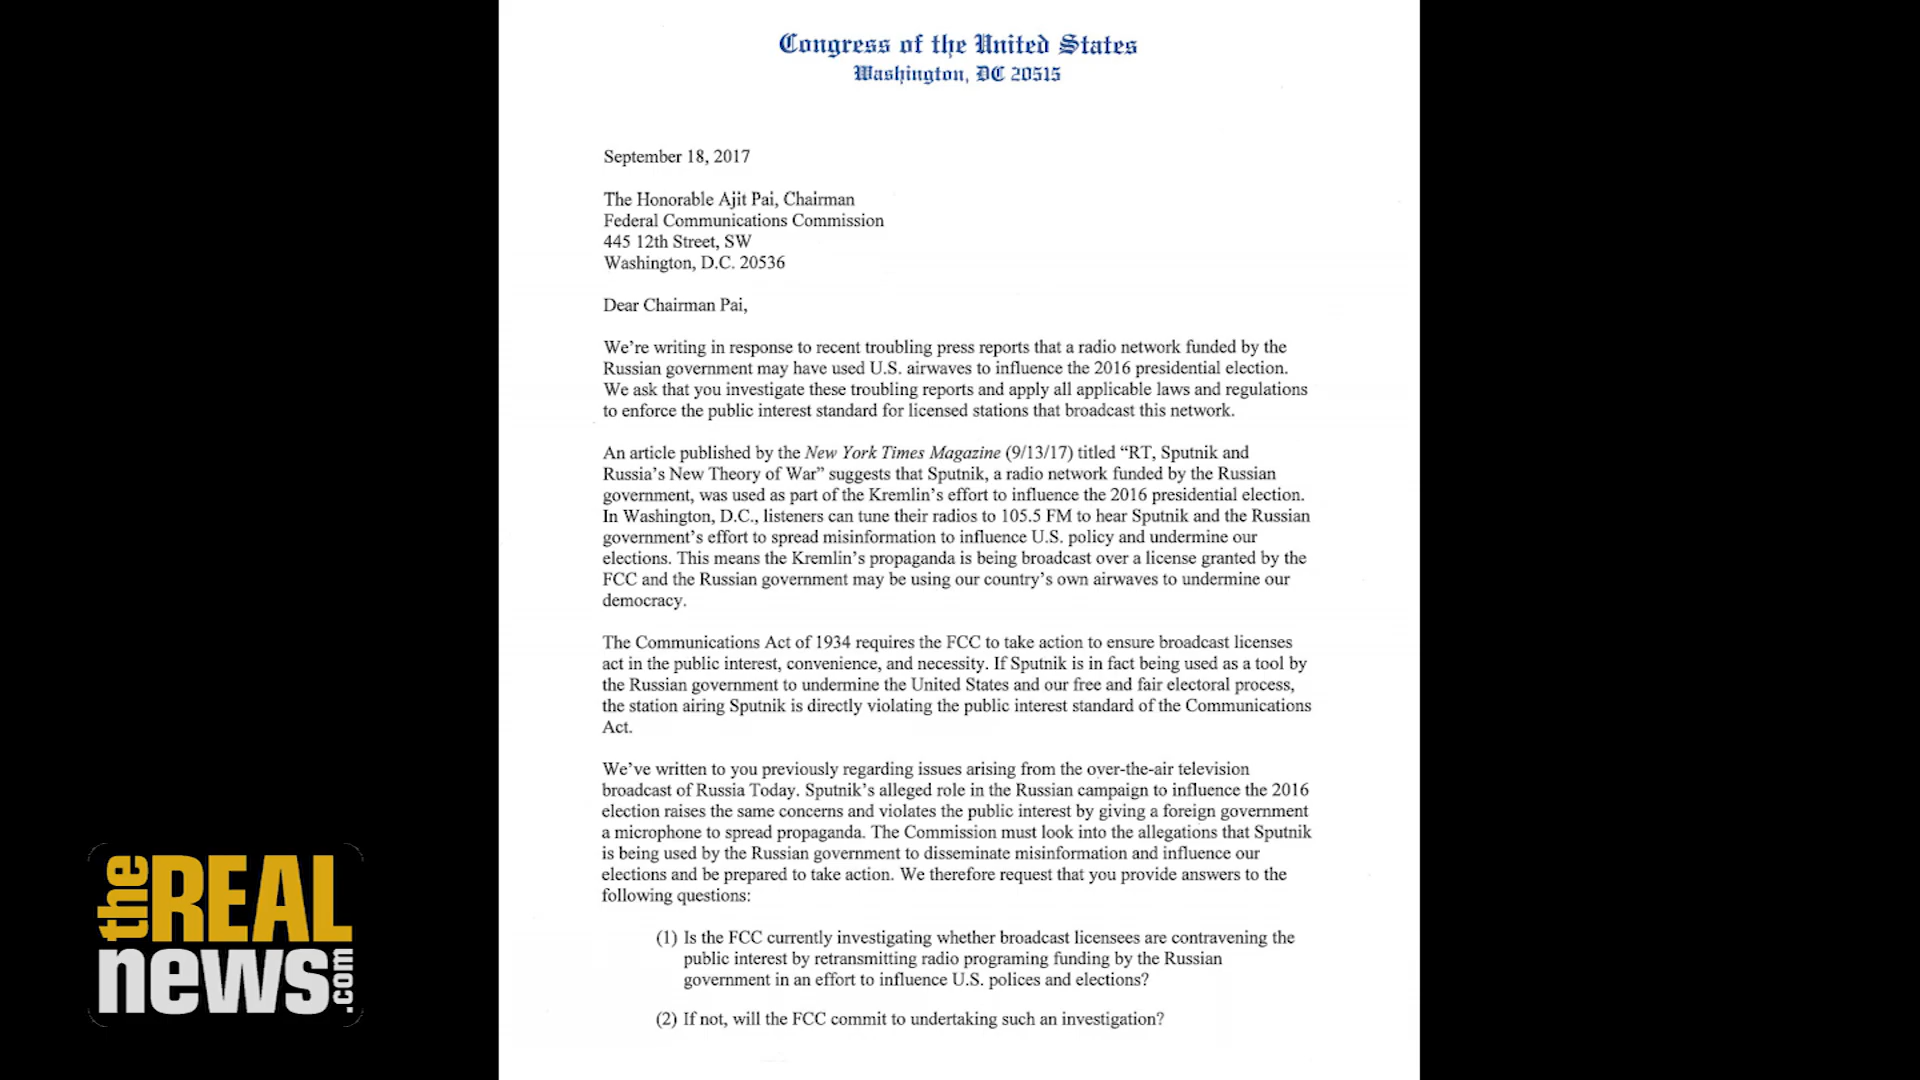 Congress of the United States
Washington, DC 20515
September 18, 2017
The Honorable Ajit Pai, Chairman
Federal Communications Commission
445 12th Street, SW
Washington, D.C. 20536
Dear Chairman Pai,
We're writing in response to recent troubling press reports that a radio network funded by the
Russian government may have used U.S. airwaves to influence the 2016 presidential election.
We ask that you investigate these troubling reports and apply all applicable laws and regulations
to enforce the public interest standard for licensed stations that broadcast this network.
An article published by the New York Times Magazine (9/13/17) titled “RT, Sputnik and
Russia's New Theory of War” suggests that Sputnik, a radio network funded by the Russian
government, was used as part of the Kremlin's effort to influence the 2016 presidential election.
In Washington, D.C., listeners can tune their radios to 105.5 FM to hear Sputnik and the Russian
government's effort to spread misinformation to influence U.S. policy and undermine our
elections. This means the Kremlin's propaganda is being broadcast over a license granted by the
FCC and the Russian government may be using our country's own airwaves to undermine our
democracy.
The Communications Act of 1934 requires the FCC to take action to ensure broadcast licenses
act in the public interest, convenience, and necessity. If Sputnik is in fact being used as a tool by
the Russian government to undermine the United States and our free and fair electoral process,
the station airing Sputnik is directly violating the public interest standard of the Communications
Act.
We've written to you previously regarding issues arising from the over-the-air television
broadcast of Russia Today. Sputnik's alleged role in the Russian campaign to influence the 2016
election raises the same concerns and violates the public interest by giving a foreign government
a microphone to spread propaganda. The Commission must look into the allegations that Sputnik
is being used by the Russian government to disseminate misinformation and influence our
elections and be prepared to take action. We therefore request that you provide answers to the
following questions:
(1) Is the FCC currently investigating whether broadcast licensees are contravening the
public interest by retransmitting radio programing funding by the Russian
government in an effort to influence U.S. polices and elections?
(2) If not, will the FCC commit to undertaking such an investigation?
the REAL
news.com